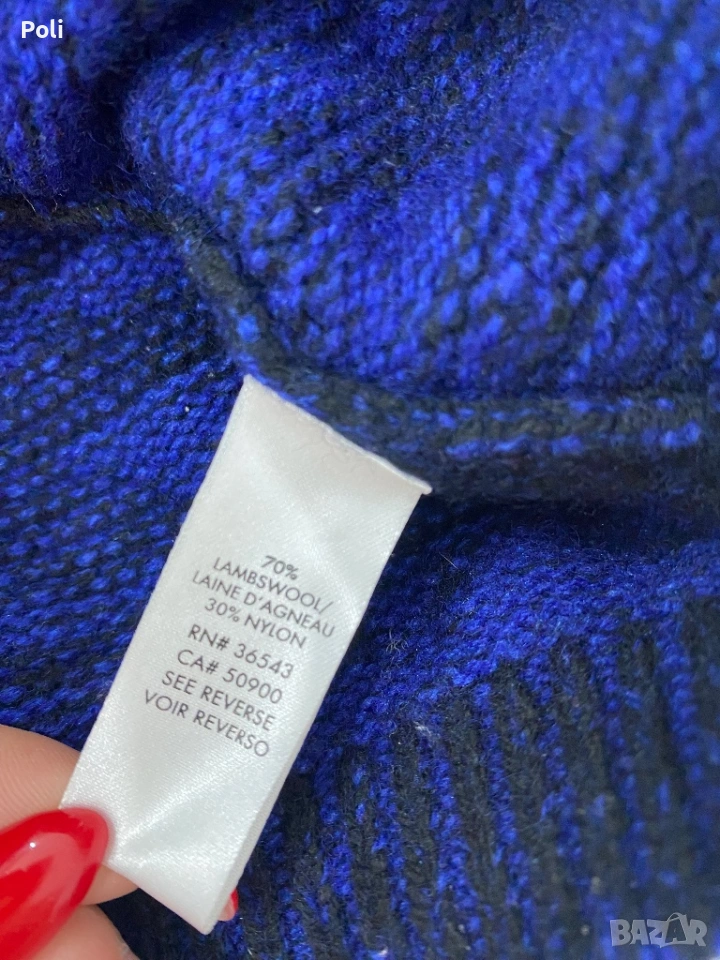 Poli
70%
LAMBSWOOL/
LAINE D'AGNEAU
30% NYLON
RN# 36543
CA# 50900
SEE REVERSE
VOIR REVERSO
BAZAR